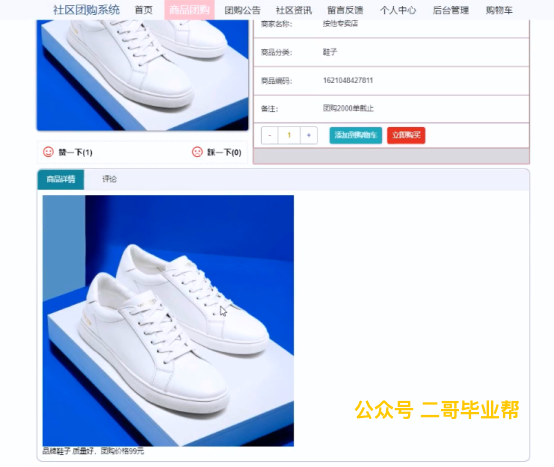 社区团购系统 首页 商品团购 团购公告 社区资讯 留言反馈 个人中心 后台管理 购物车
商家名称: 按他专卖店
商品分类: 鞋子
商品编码: 1621048427811
备注: 团购2000单截止
- 1 + 添加到购物车 立即购买
赞一下(1) 踩一下(0)
商品详情 评论
公众号 二哥毕业帮
品牌鞋子 质量好，团购价格99元